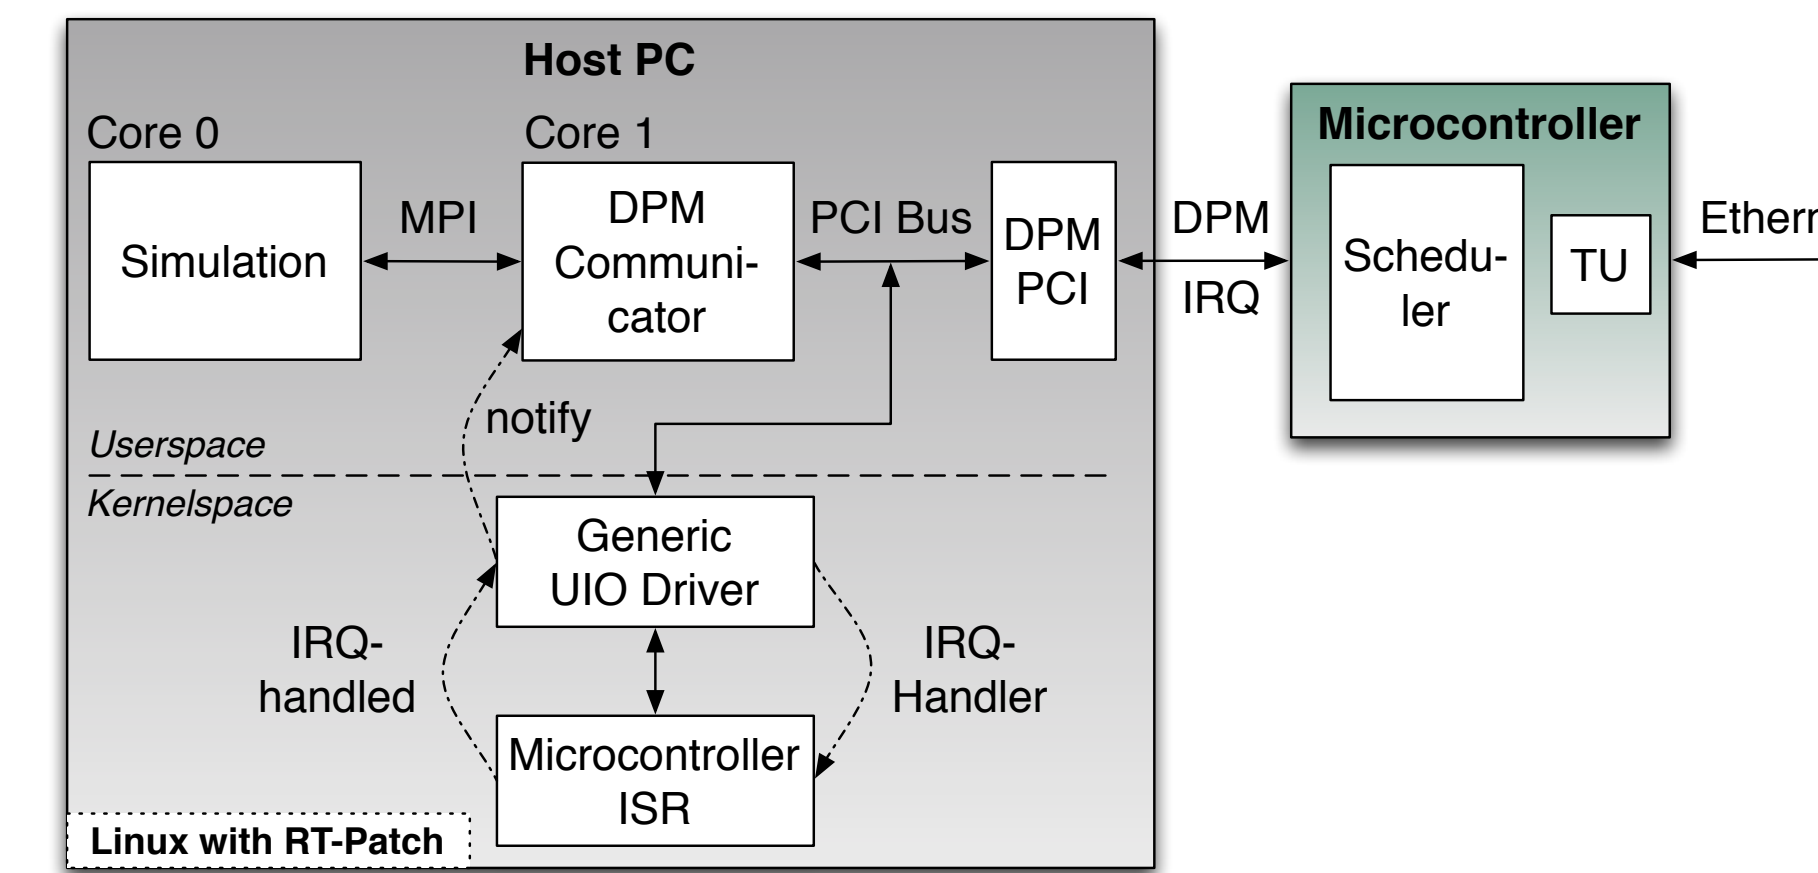 Host PC
Core 0
Core 1
Microcontroller
Simulation
MPI
DPM
Communi-
cator
PCI Bus
DPM
PCI
DPM
IRQ
Schedu-
ler
TU
Ethern
notify
Userspace
Kernelspace
Generic
UIO Driver
IRQ-
handled
IRQ-
Handler
Microcontroller
ISR
Linux with RT-Patch